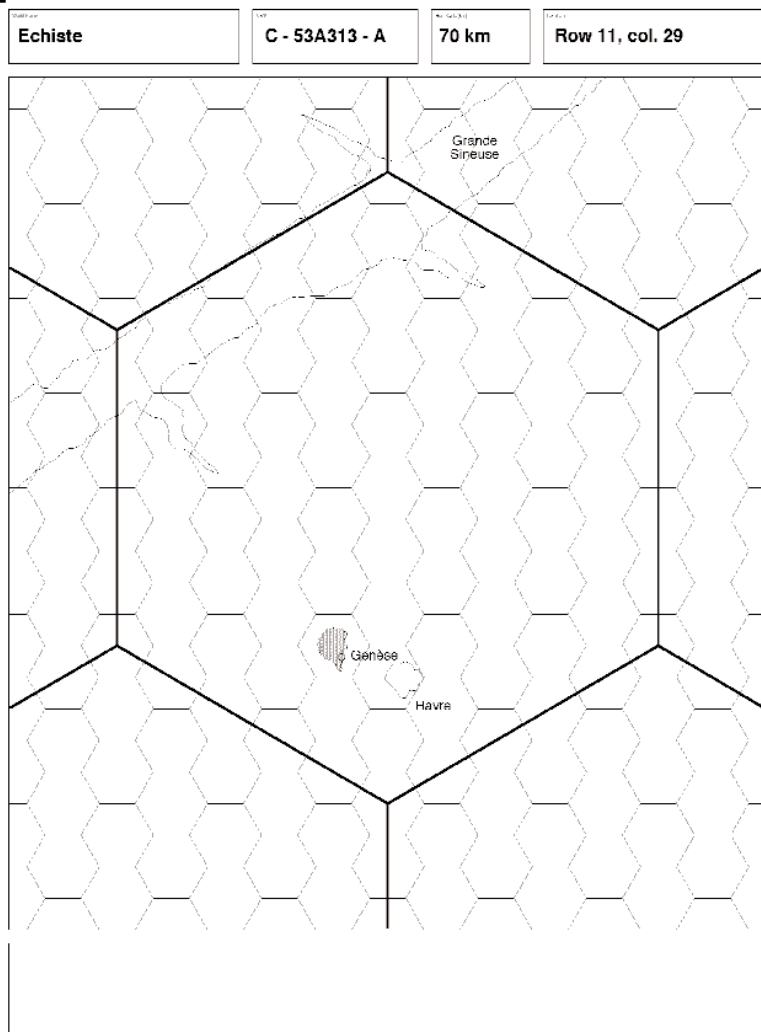 Echiste
C - 53A313 - A
70 km
Row 11, col. 29
Grande
Sineuse
Genèse
Havre